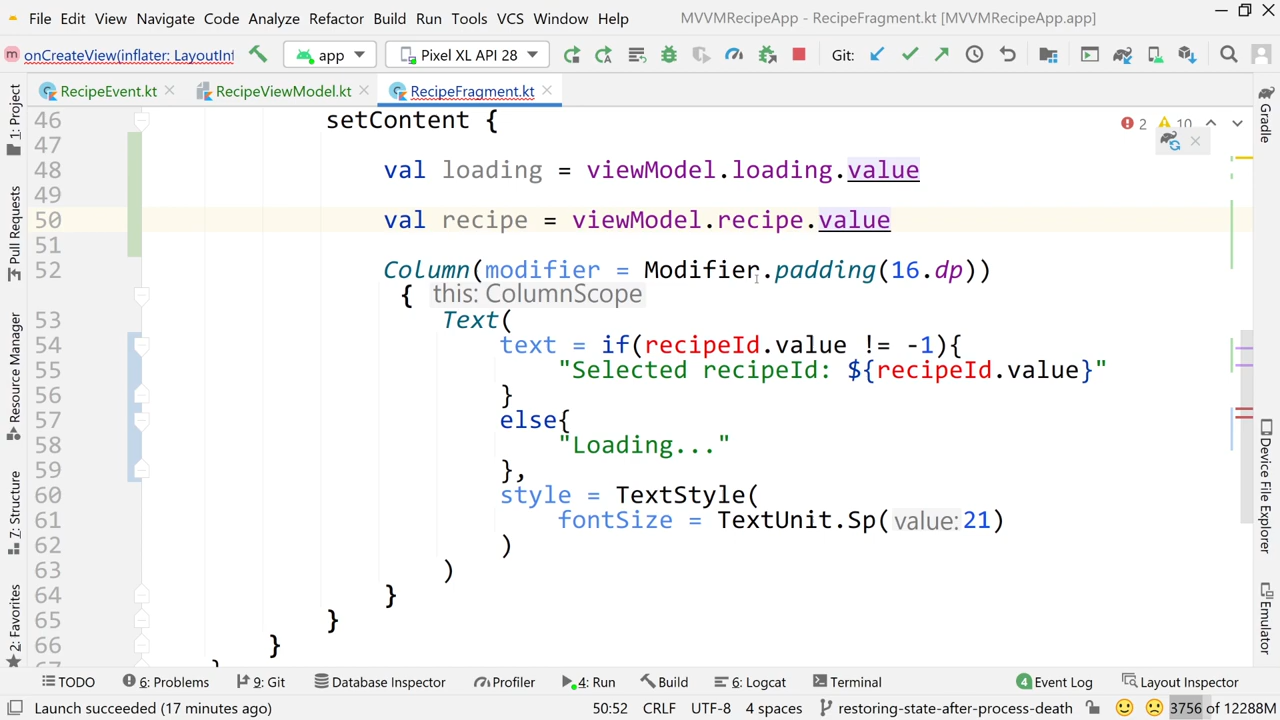 File Edit View Navigate Code Analyze Refactor Build Run Tools VCS Window Help MVVMRecipeApp - RecipeFragment.kt [MVVMRecipeApp.app]
m onCreateView(inflater: LayoutInf app Pixel XL API 28 Git:
RecipeEvent.kt RecipeViewModel.kt RecipeFragment.kt
1: Project
Pull Requests
Resource Manager
7: Structure
2: Favorites
46 setContent {
2 10
47
48 val loading = viewModel.loading.value
49
50 val recipe = viewModel.recipe.value
51
52 Column(modifier = Modifier.padding(16.dp))
{ this: ColumnScope
53 Text(
54 text = if(recipeId.value != -1){
55 "Selected recipeId: ${recipeId.value}"
56 }
57 else{
58 "Loading..."
59 },
60 style = TextStyle(
61 fontSize = TextUnit.Sp( value: 21)
62 )
63 )
64 }
65 }
66 }
67 }
Gradle
Device File Explorer
Emulator
TODO 6: Problems 9: Git Database Inspector Profiler 4: Run Build 6: Logcat Terminal 4 Event Log Layout Inspector
Launch succeeded (17 minutes ago) 50:52 CRLF UTF-8 4 spaces restoring-state-after-process-death 3756 of 12288M